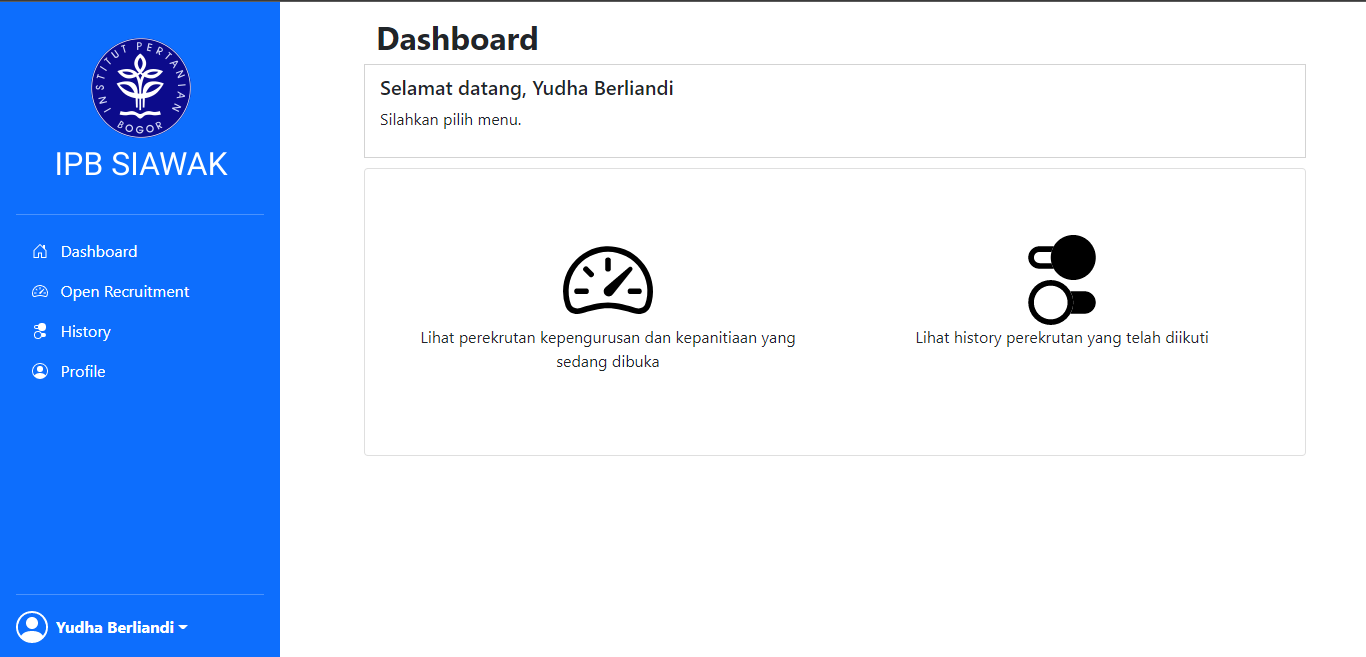 INSTITUT PERTANIAN
BOGOR
IPB SIAWAK
Dashboard
Open Recruitment
History
Profile
Yudha Berliandi
Dashboard
Selamat datang, Yudha Berliandi
Silahkan pilih menu.
Lihat perekrutan kepengurusan dan kepanitiaan yang
sedang dibuka
Lihat history perekrutan yang telah diikuti